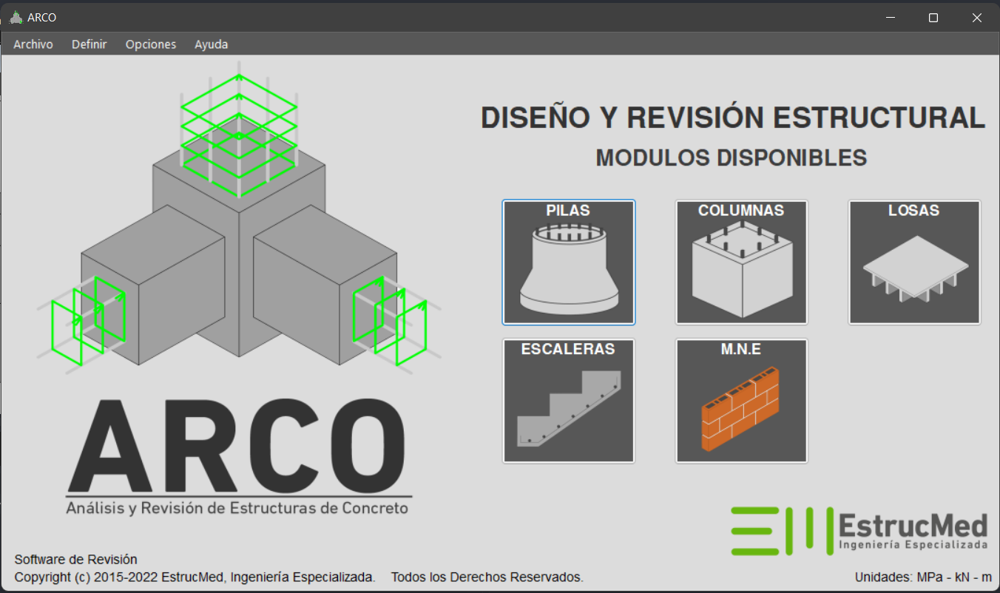 ARCO
Archivo Definir Opciones Ayuda
DISEÑO Y REVISIÓN ESTRUCTURAL
MODULOS DISPONIBLES
PILAS COLUMNAS LOSAS
ESCALERAS M.N.E
ARCO
Análisis y Revisión de Estructuras de Concreto
EstrucMed
Ingeniería Especializada
Software de Revisión
Copyright (c) 2015-2022 EstrucMed, Ingeniería Especializada. Todos los Derechos Reservados. Unidades: MPa - kN - m